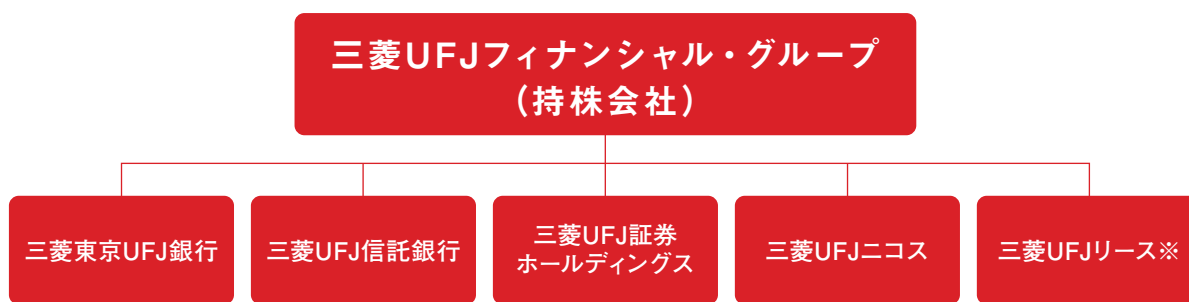 三菱UFJフィナンシャル・グループ
（持株会社）
三菱東京UFJ銀行
三菱UFJ信託銀行
三菱UFJ証券
ホールディングス
三菱UFJニコス
三菱UFJリース※